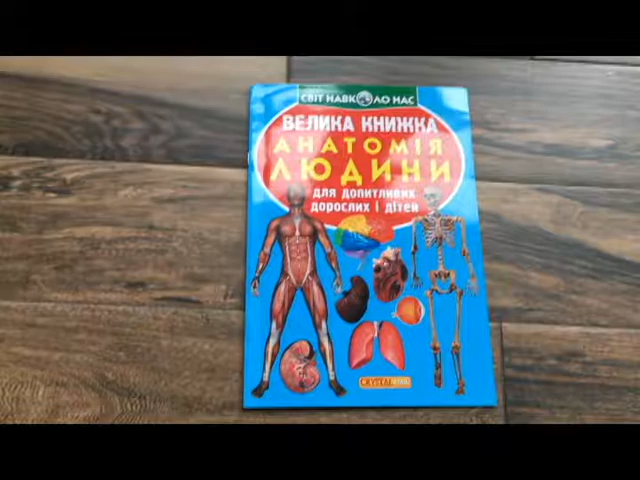 СВІТ НАВКОЛО НАС
ВЕЛИКА КНИЖКА
АНАТОМІЯ
ЛЮДИНИ
для допитливих
дорослих і дітей